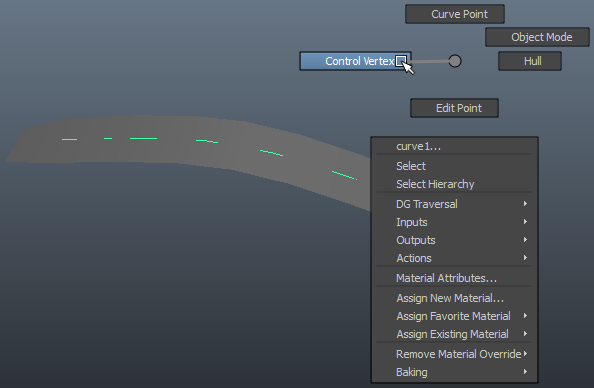 Curve Point
Object Mode
Control Vertex
Hull
Edit Point
curve1...
Select
Select Hierarchy
DG Traversal
Inputs
Outputs
Actions
Material Attributes...
Assign New Material...
Assign Favorite Material
Assign Existing Material
Remove Material Override
Baking